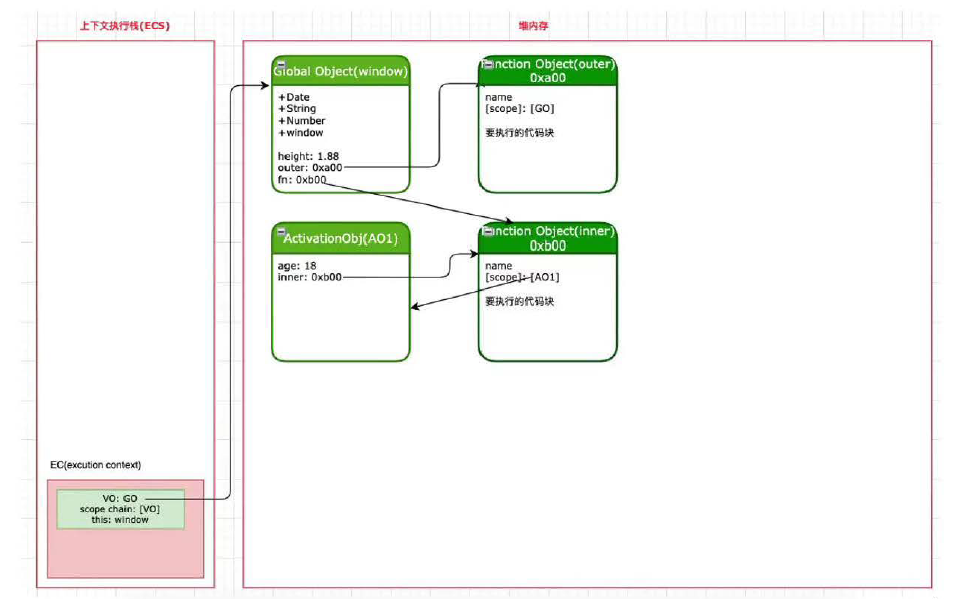 上下文执行栈(ECS)
堆内存
Global Object(window)
+Date
+String
+Number
+window
height: 1.88
outer: 0xa00
fn: 0xb00
Function Object(outer)
0xa00
name
[scope]: [GO]
要执行的代码块
ActivationObj(AO1)
age: 18
inner: 0xb00
Function Object(inner)
0xb00
name
[scope]: [AO1]
要执行的代码块
EC(excution context)
VO: GO
scope chain: [VO]
this: window